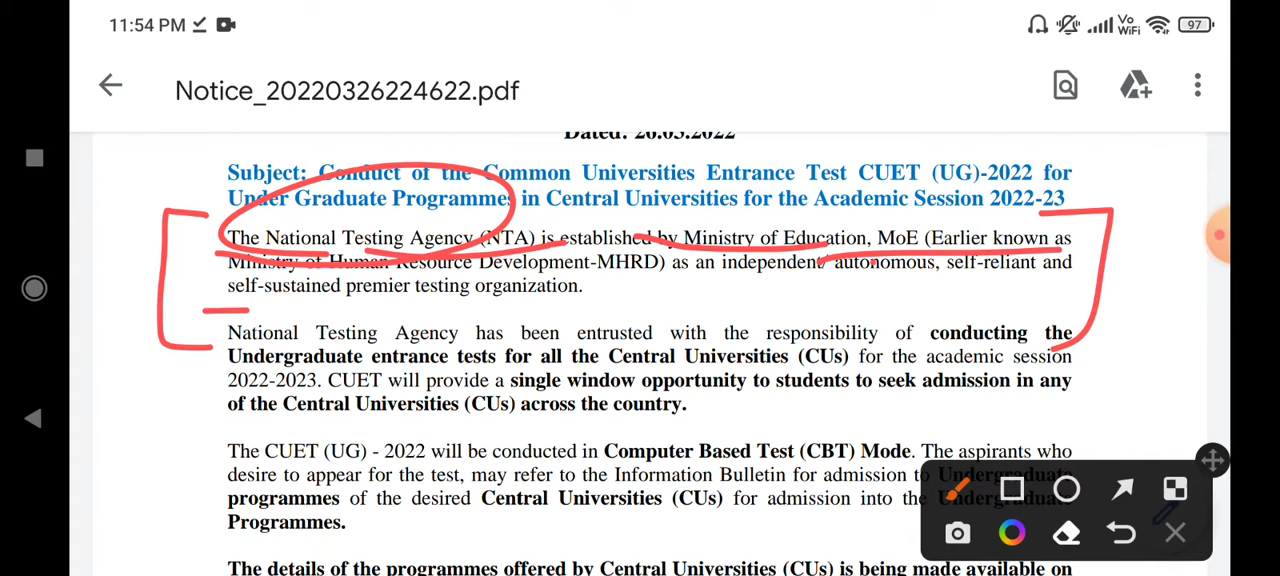 11:54 PM
Vo
WiFi
97
Notice_20220326224622.pdf
Dated: 26.03.2022
Subject: Conduct of the Common Universities Entrance Test CUET (UG)-2022 for
Under Graduate Programmes in Central Universities for the Academic Session 2022-23
The National Testing Agency (NTA) is established by Ministry of Education, MoE (Earlier known as
Ministry of Human Resource Development-MHRD) as an independent/ autonomous, self-reliant and
self-sustained premier testing organization.
National Testing Agency has been entrusted with the responsibility of conducting the
Undergraduate entrance tests for all the Central Universities (CUs) for the academic session
2022-2023. CUET will provide a single window opportunity to students to seek admission in any
of the Central Universities (CUs) across the country.
The CUET (UG) - 2022 will be conducted in Computer Based Test (CBT) Mode. The aspirants who
desire to appear for the test, may refer to the Information Bulletin for admission to Undergraduate
programmes of the desired Central Universities (CUs) for admission into the Undergraduate
Programmes.
The details of the programmes offered by Central Universities (CUs) is being made available on